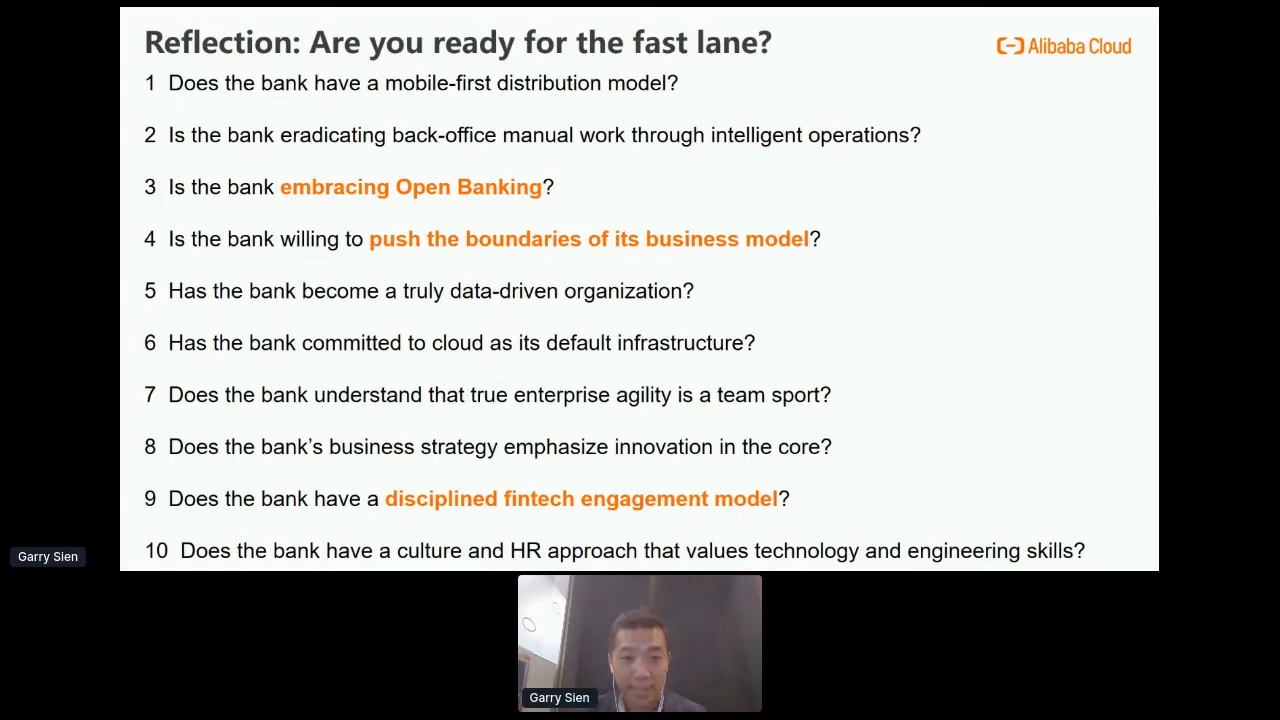 Reflection: Are you ready for the fast lane?
Alibaba Cloud
1 Does the bank have a mobile-first distribution model?
2 Is the bank eradicating back-office manual work through intelligent operations?
3 Is the bank embracing Open Banking?
4 Is the bank willing to push the boundaries of its business model?
5 Has the bank become a truly data-driven organization?
6 Has the bank committed to cloud as its default infrastructure?
7 Does the bank understand that true enterprise agility is a team sport?
8 Does the bank’s business strategy emphasize innovation in the core?
9 Does the bank have a disciplined fintech engagement model?
10 Does the bank have a culture and HR approach that values technology and engineering skills?
Garry Sien
Garry Sien